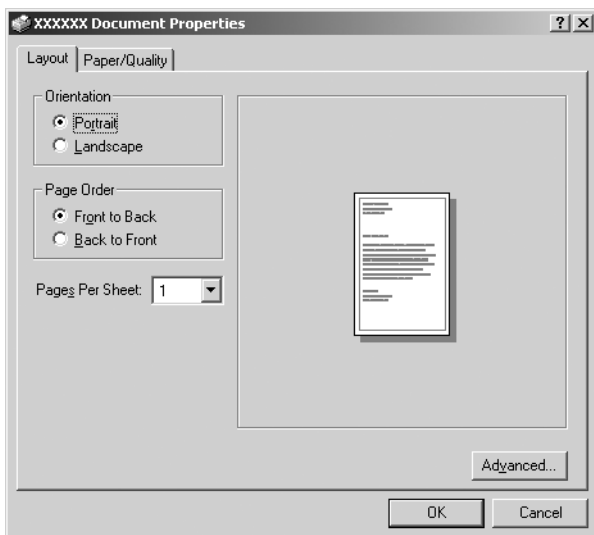 XXXXXX Document Properties
Layout
Paper/Quality
Orientation
Portrait
Landscape
Page Order
Front to Back
Back to Front
Pages Per Sheet: 1
Advanced...
OK
Cancel